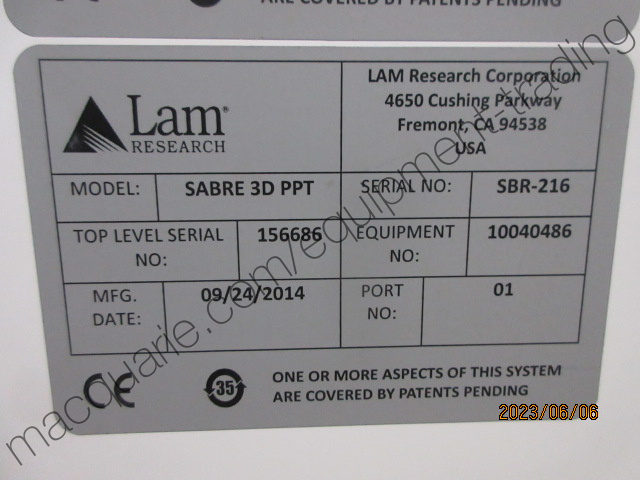 ARE COVERED BY PATENTS PENDING
Lam®
RESEARCH
LAM Research Corporation
4650 Cushing Parkway
Fremont, CA 94538
USA
MODEL: SABRE 3D PPT SERIAL NO: SBR-216
TOP LEVEL SERIAL NO: 156686 EQUIPMENT NO: 10040486
MFG. DATE: 09/24/2014 PORT NO: 01
CE 35 ONE OR MORE ASPECTS OF THIS SYSTEM
ARE COVERED BY PATENTS PENDING
2023/06/06
macquarie.com/equipment-trading